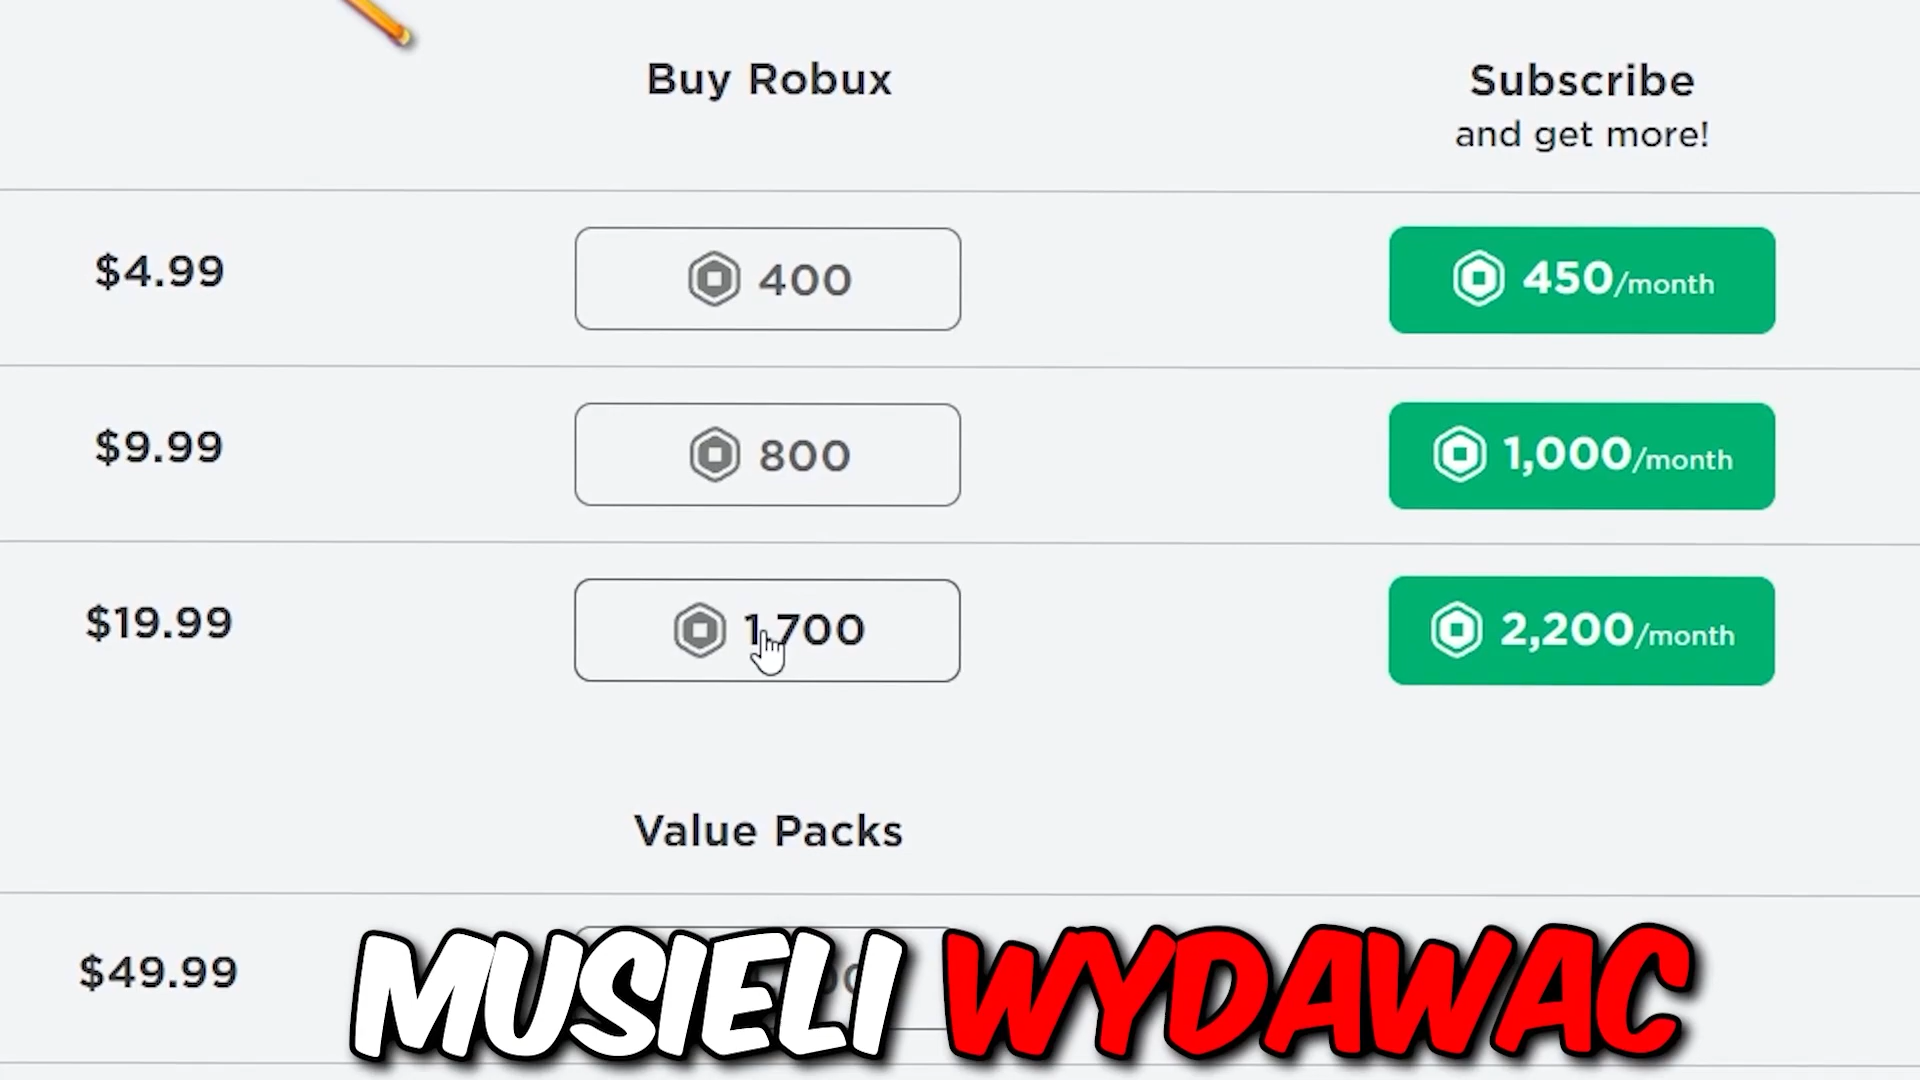 Buy Robux
Subscribe
and get more!
$4.99
400
450/month
$9.99
800
1,000/month
$19.99
1,700
2,200/month
Value Packs
$49.99
MUSIELI WYDAWAC